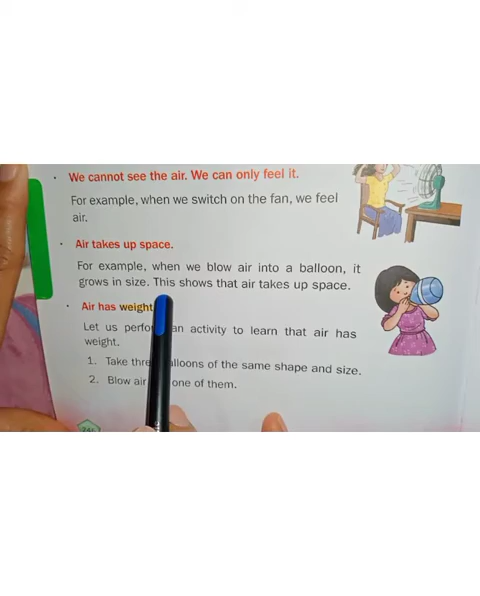 We cannot see the air. We can only feel it.
For example, when we switch on the fan, we feel
air.
Air takes up space.
For example, when we blow air into a balloon, it
grows in size. This shows that air takes up space.
Air has weight
Let us an activity to learn that air has
weight.
1. Take of the same shape and size.
2. Blow air one of them.